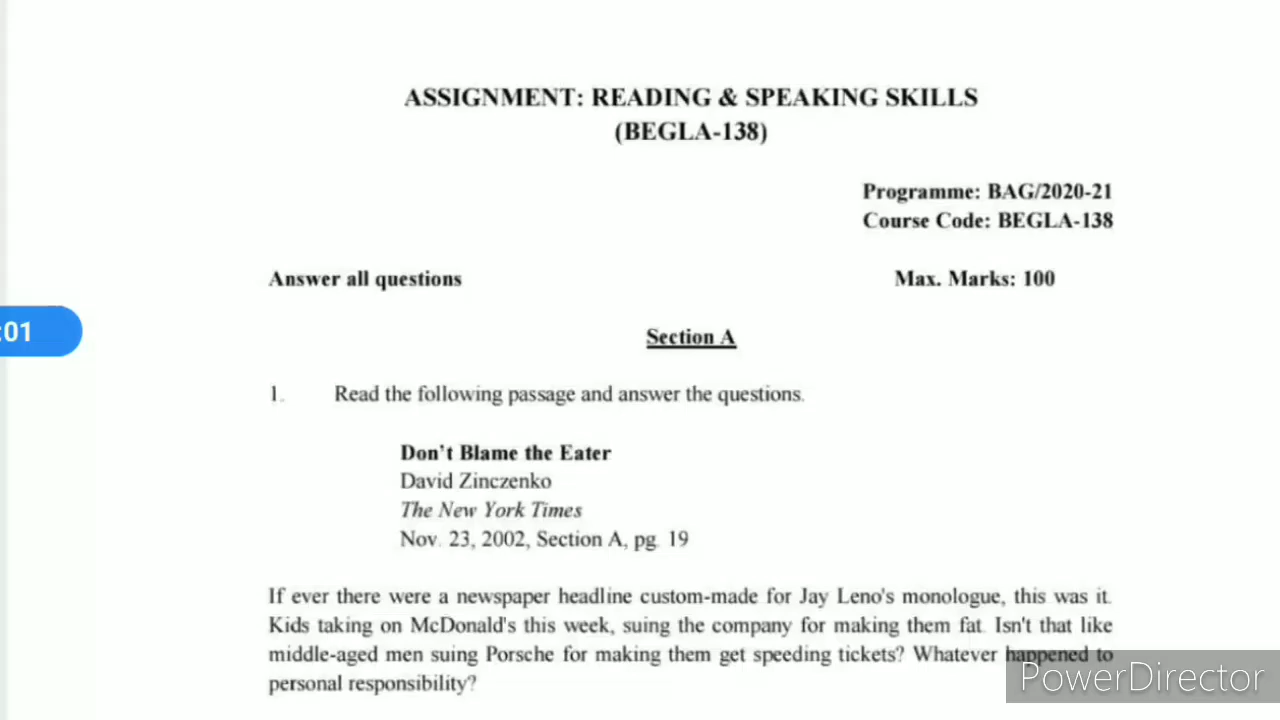 ASSIGNMENT: READING & SPEAKING SKILLS
(BEGLA-138)
Programme: BAG/2020-21
Course Code: BEGLA-138
Answer all questions
Max. Marks: 100
:01
Section A
1. Read the following passage and answer the questions.
Don't Blame the Eater
David Zinczenko
The New York Times
Nov. 23, 2002, Section A, pg. 19
If ever there were a newspaper headline custom-made for Jay Leno's monologue, this was it.
Kids taking on McDonald's this week, suing the company for making them fat. Isn't that like
middle-aged men suing Porsche for making them get speeding tickets? Whatever happened to
personal responsibility?
PowerDirector